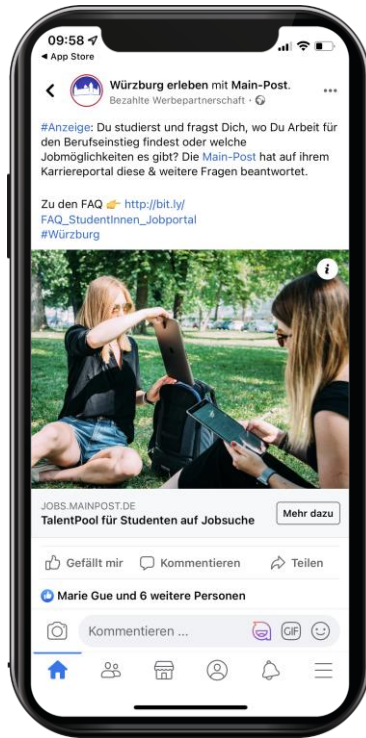 09:58
App Store
Würzburg erleben mit Main-Post.
Bezahlte Werbepartnerschaft ·
#Anzeige: Du studierst und fragst Dich, wo Du Arbeit für
den Berufseinstieg findest oder welche
Jobmöglichkeiten es gibt? Die Main-Post hat auf ihrem
Karriereportal diese & weitere Fragen beantwortet.
Zu den FAQ 👉 http://bit.ly/
FAQ_StudentInnen_Jobportal
#Würzburg
i
JOBS.MAINPOST.DE
TalentPool für Studenten auf Jobsuche
Mehr dazu
Gefällt mir
Kommentieren
Teilen
Marie Gue und 6 weitere Personen
Kommentieren ...
GIF